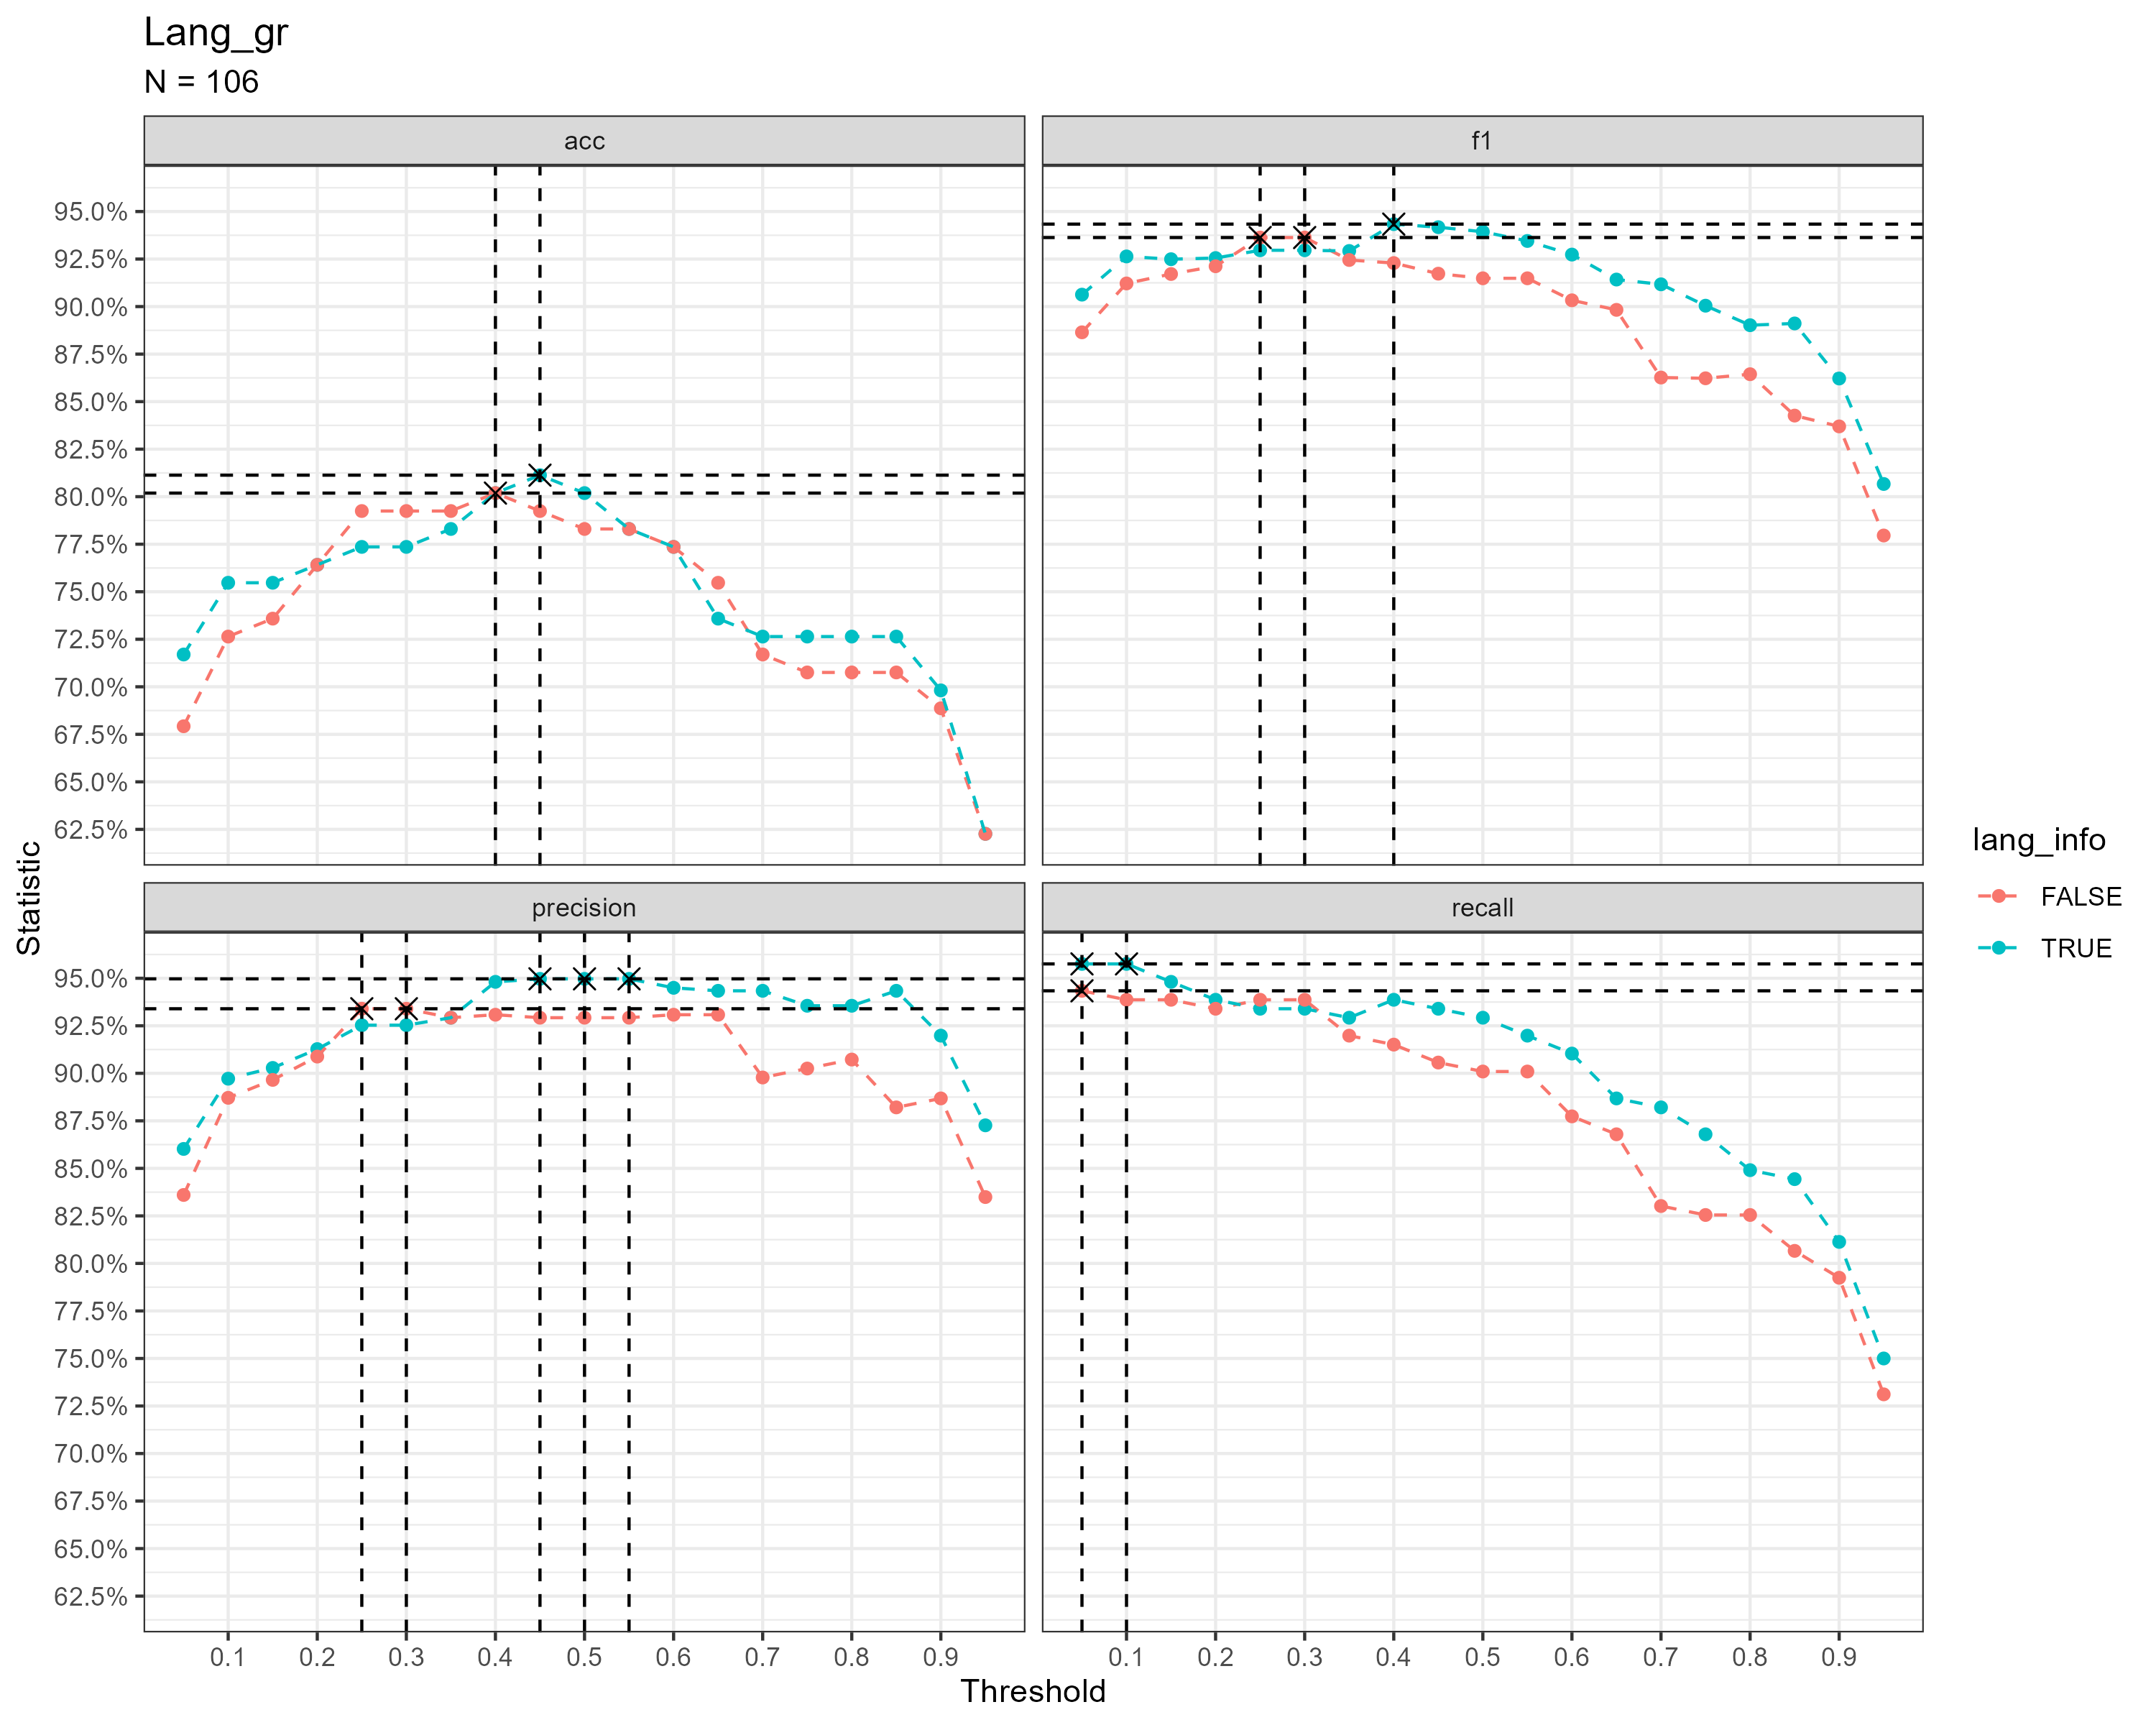 Lang_gr
N = 106
acc
f1
95.0%
92.5%
90.0%
87.5%
85.0%
82.5%
80.0%
77.5%
75.0%
72.5%
70.0%
67.5%
65.0%
62.5%
Statistic
precision
recall
95.0%
92.5%
90.0%
87.5%
85.0%
82.5%
80.0%
77.5%
75.0%
72.5%
70.0%
67.5%
65.0%
62.5%
0.1 0.2 0.3 0.4 0.5 0.6 0.7 0.8 0.9
0.1 0.2 0.3 0.4 0.5 0.6 0.7 0.8 0.9
Threshold
lang_info
FALSE
TRUE